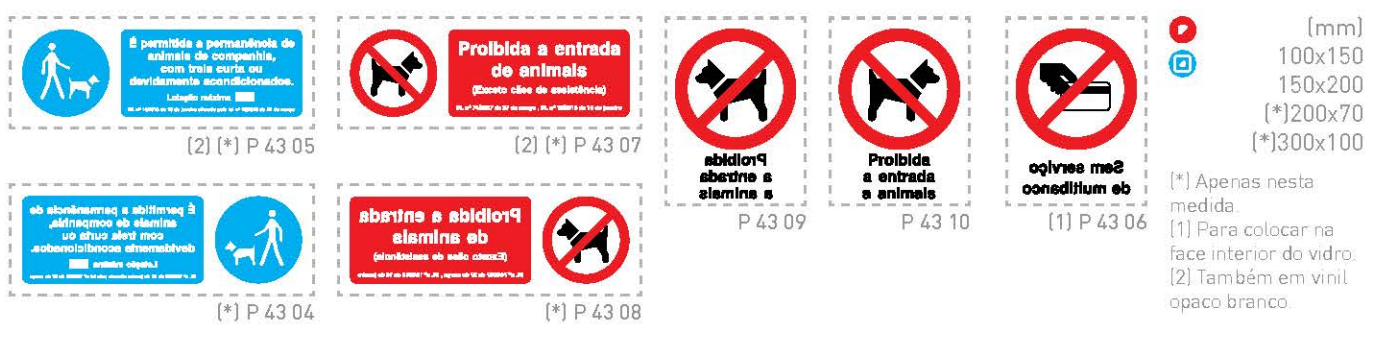 É permitida a permanência de
animais de companhia,
com trela curta ou
devidamente acondicionados.
Lotação máxima
(2) (*) P 43 05
Proibida a entrada
de animais
(Exceto cães de assistência)
(2) (*) P 43 07
Proibida
a entrada
a animais
P 43 09
P 43 10
Sem serviço
de multibanco
(1) P 43 06
É permitida a permanência de
animais de companhia,
com trela curta ou
devidamente acondicionados.
Lotação máxima
(*) P 43 04
Proibida a entrada
de animais
(Exceto cães de assistência)
(*) P 43 08
(mm)
100x150
150x200
(*)200x70
(*)300x100
(*) Apenas nesta
medida.
(1) Para colocar na
face interior do vidro.
(2) Também em vinil
opaco branco.